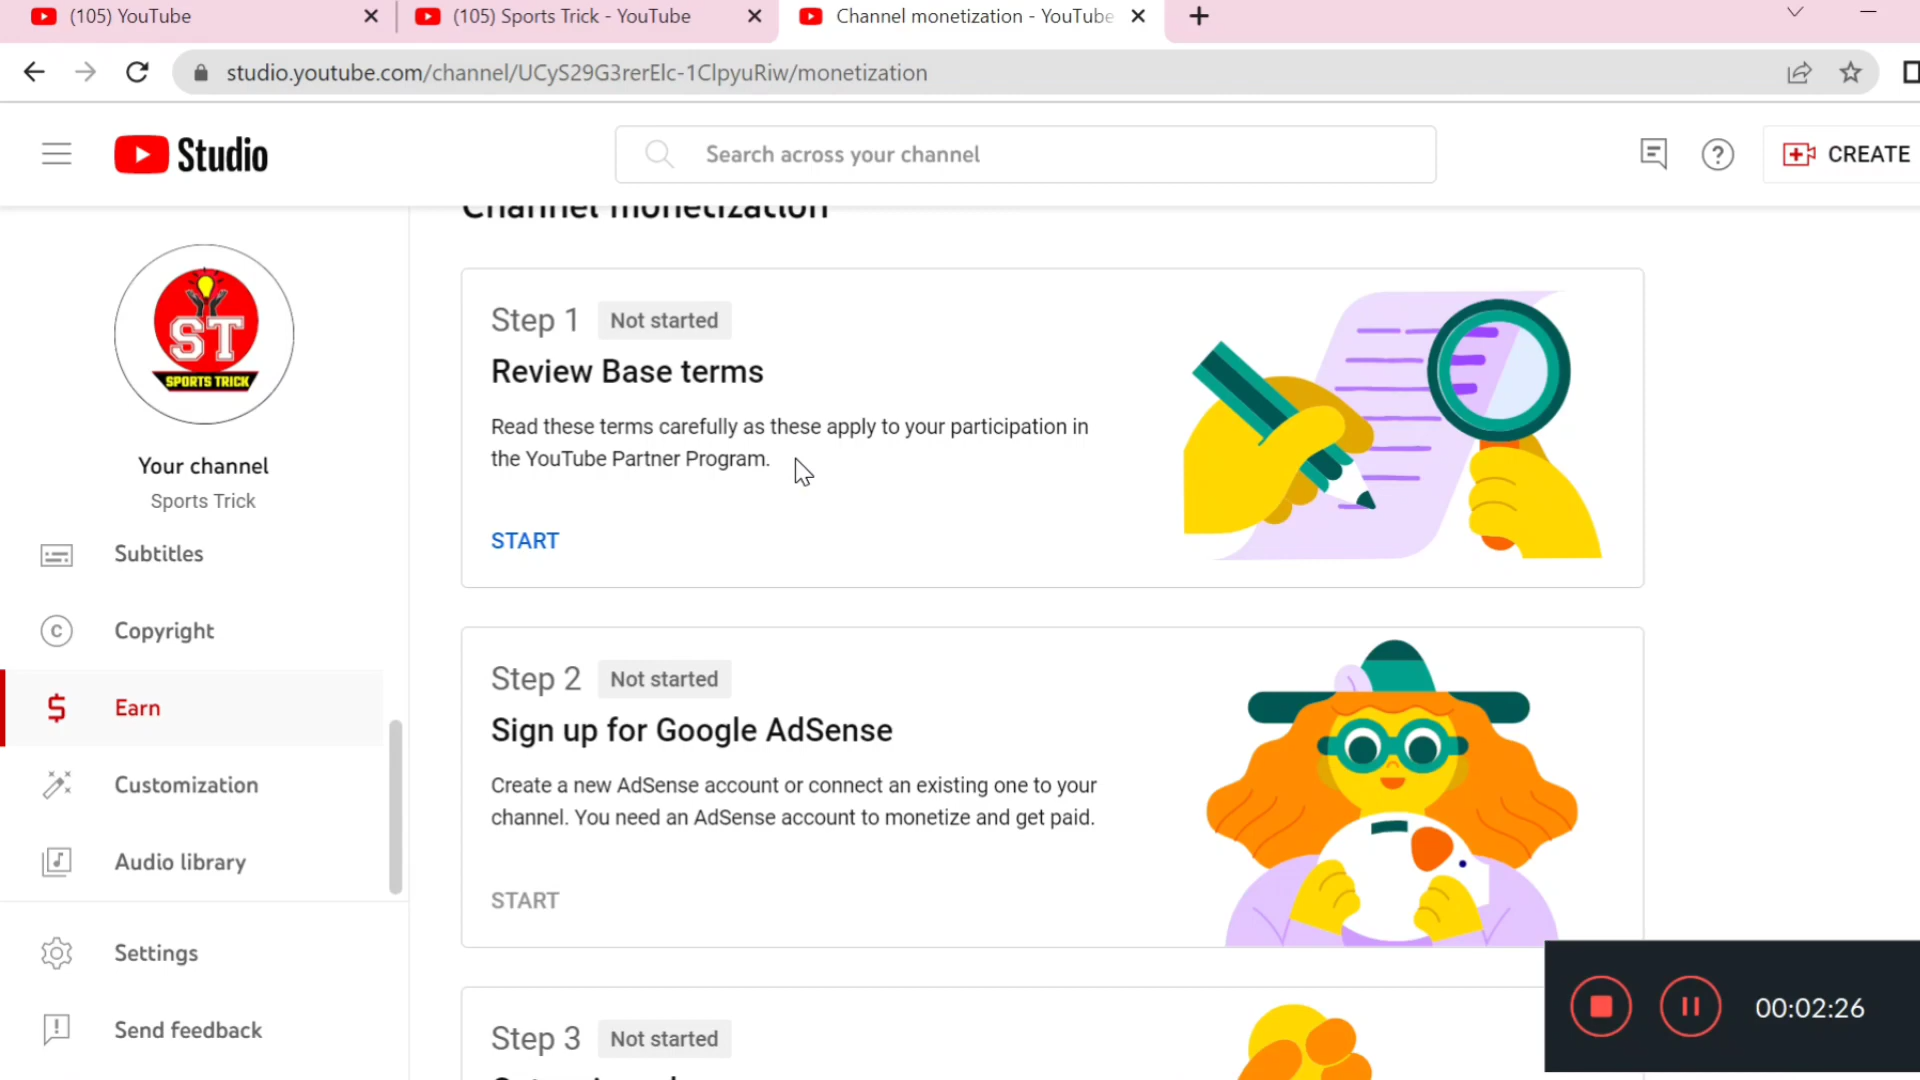 (105) YouTube
(105) Sports Trick - YouTube
Channel monetization - YouTube
studio.youtube.com/channel/UCyS29G3rerElc-1ClpyuRiw/monetization
Studio
Search across your channel
CREATE
Channel monetization
ST
SPORTS TRICK
Your channel
Sports Trick
Subtitles
Copyright
Earn
Customization
Audio library
Settings
Send feedback
Step 1 Not started
Review Base terms
Read these terms carefully as these apply to your participation in
the YouTube Partner Program.
START
Step 2 Not started
Sign up for Google AdSense
Create a new AdSense account or connect an existing one to your
channel. You need an AdSense account to monetize and get paid.
START
Step 3 Not started
00:02:26